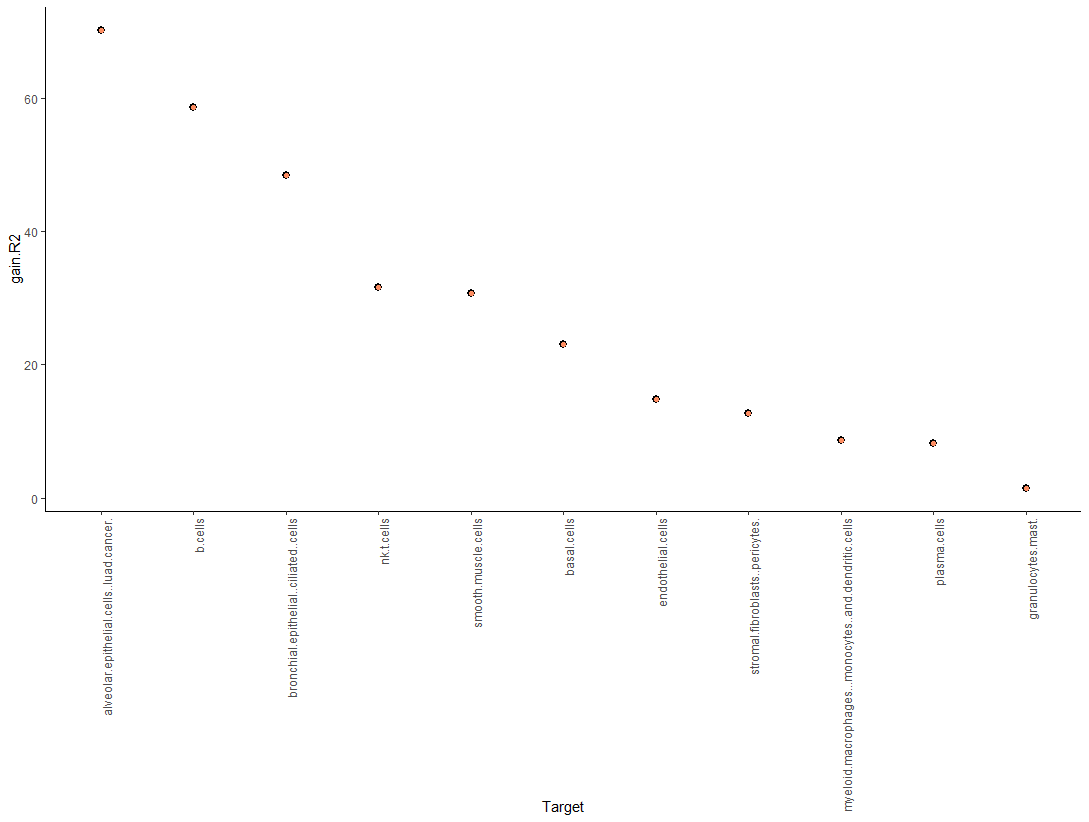 60
40
20
0
gain.R2
alveolar.epithelial.cells..luad.cancer.
b.cells
bronchial.epithelial..ciliated..cells
nk.t.cells
smooth.muscle.cells
basal.cells
endothelial.cells
stromal.fibroblasts..pericytes.
myeloid.macrophages...monocytes..and.dendritic.cells
plasma.cells
granulocytes.mast.
Target